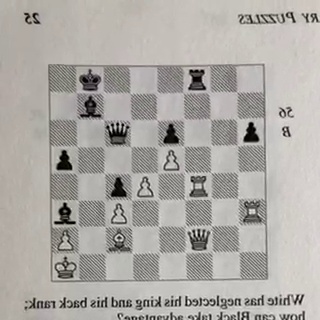 RY PUZZLES 25
56
B
White has neglected his king and his back rank;
how can Black take advantage?